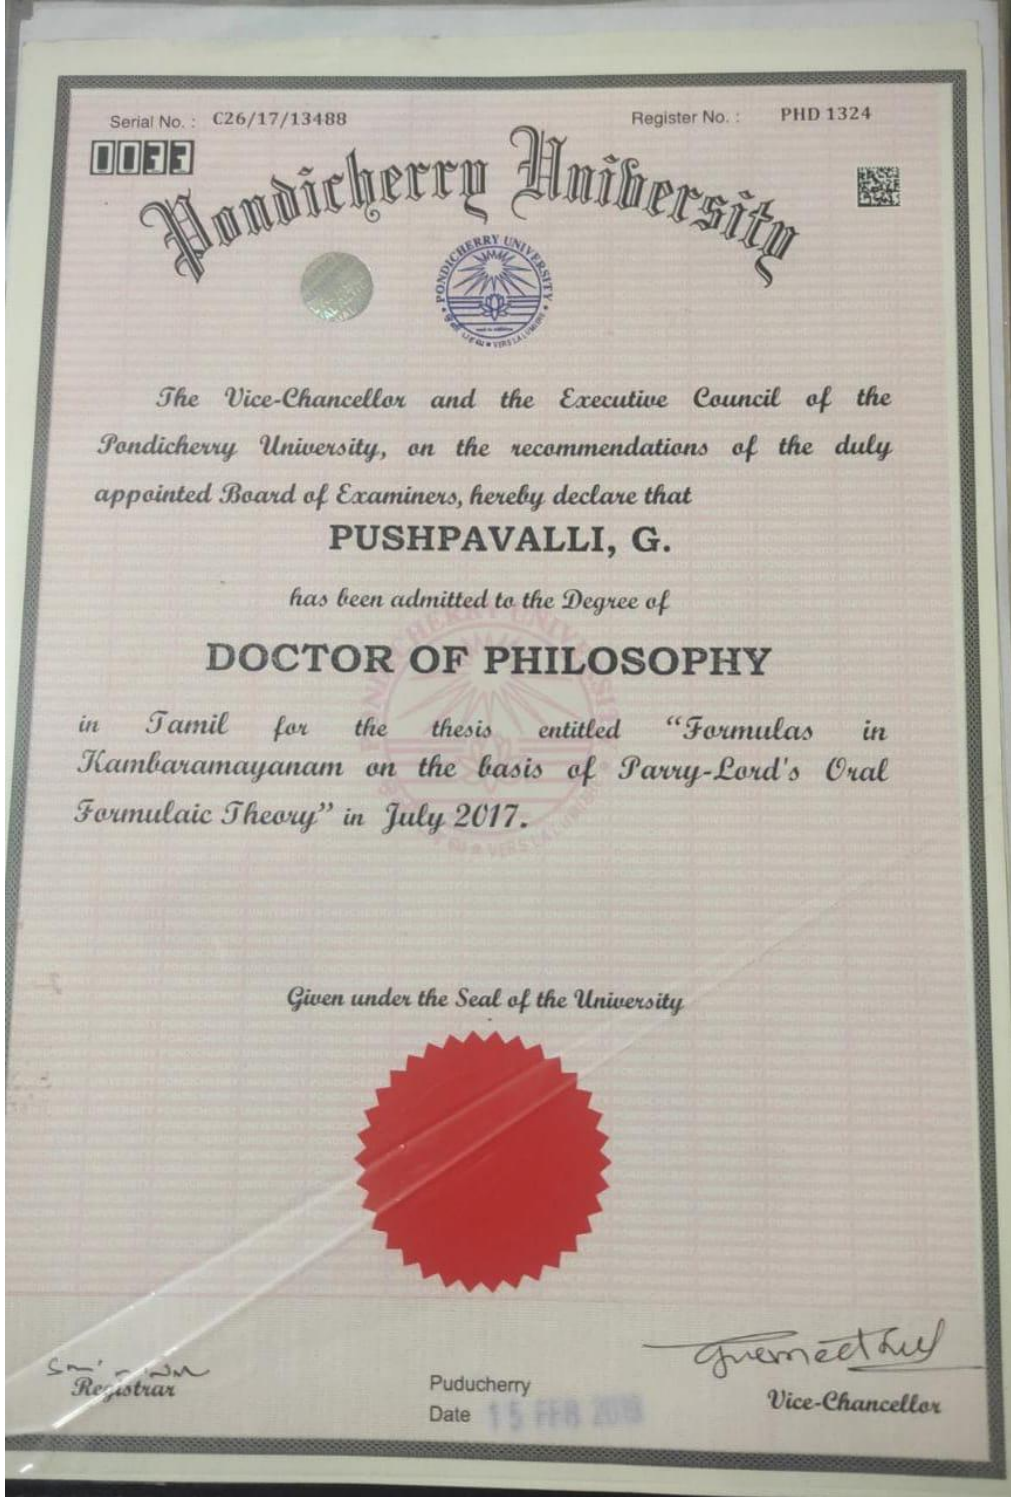 Serial No. : C26/17/13488
Register No. : PHD 1324
0033
Pondicherry University
PONDICHERRY UNIVERSITY
The Vice-Chancellor and the Executive Council of the
Pondicherry University, on the recommendations of the duly
appointed Board of Examiners, hereby declare that
PUSHPAVALLI, G.
has been admitted to the Degree of
DOCTOR OF PHILOSOPHY
in Tamil for the thesis entitled “Formulas in
Kambaramayanam on the basis of Parry-Lord's Oral
Formulaic Theory” in July 2017.
Given under the Seal of the University
Registrar
Puducherry
Date 15 FEB
Vice-Chancellor